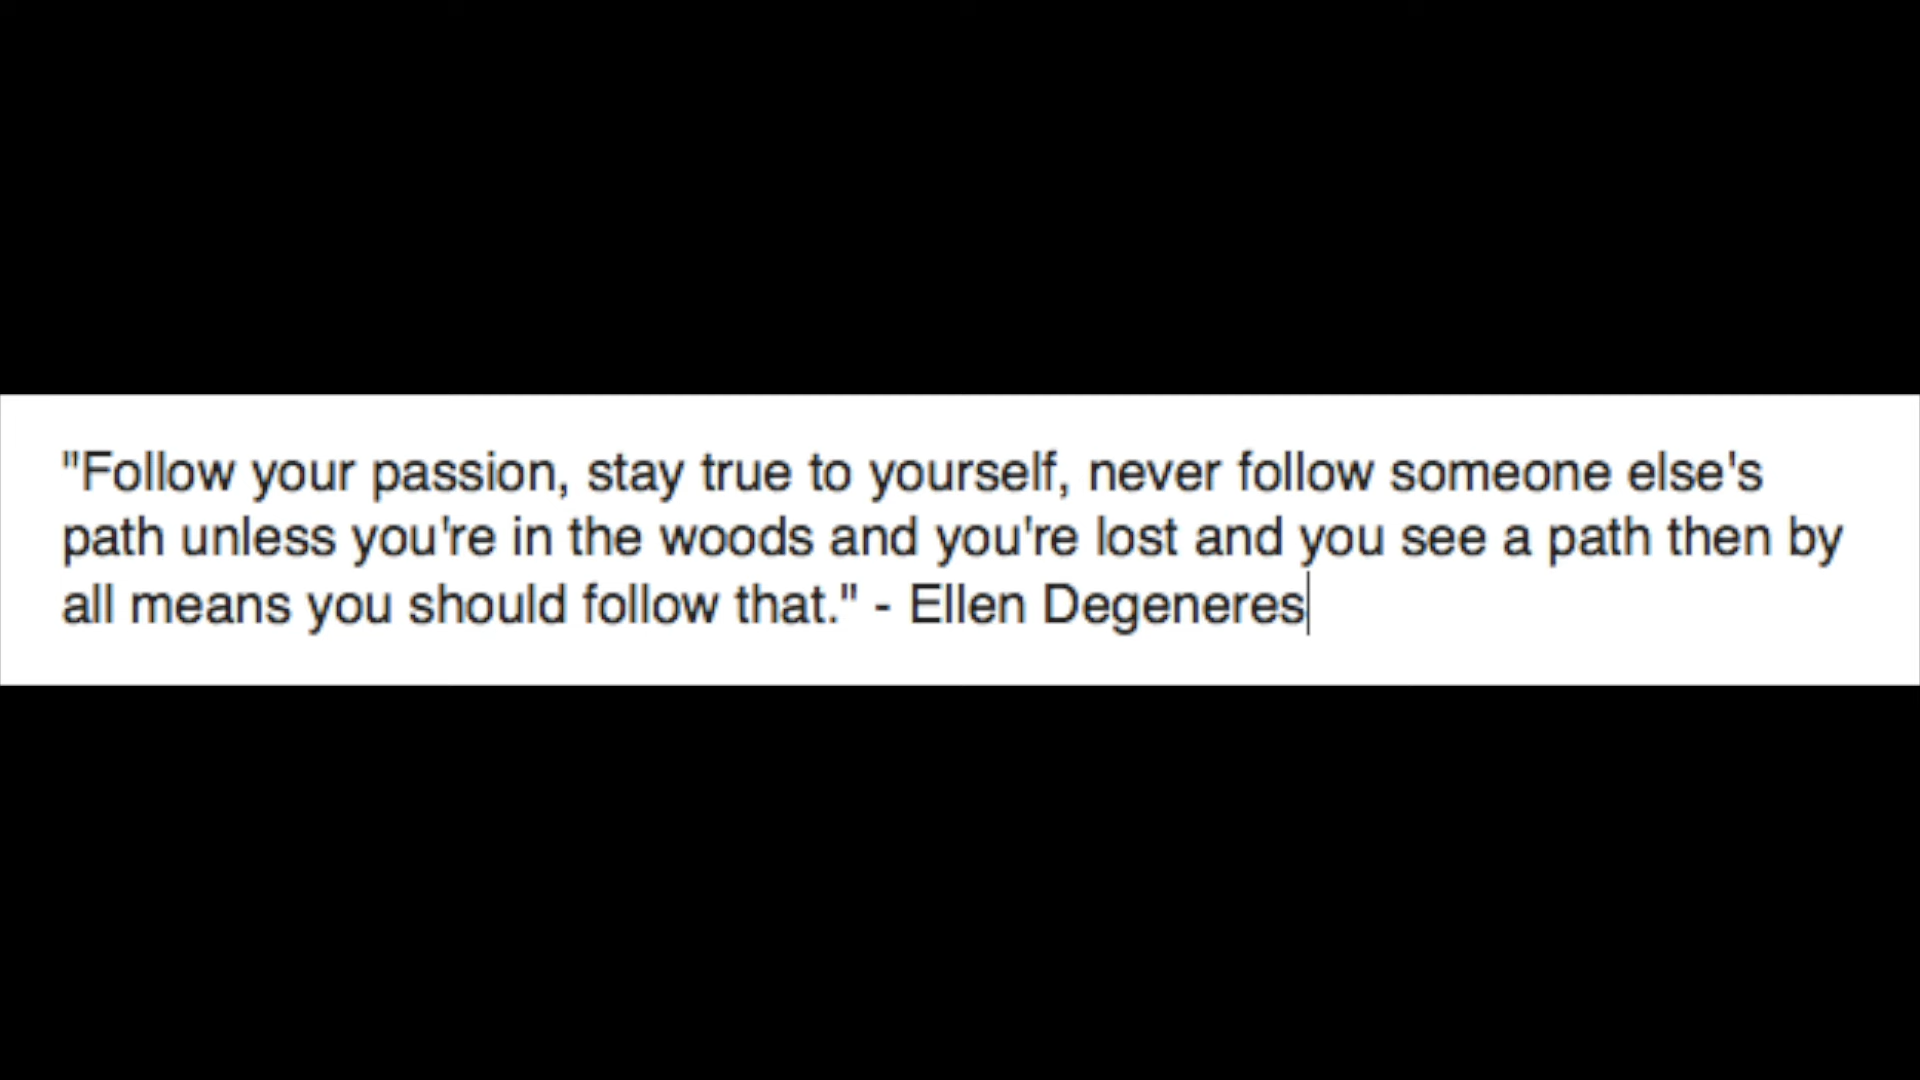 "Follow your passion, stay true to yourself, never follow someone else's
path unless you're in the woods and you're lost and you see a path then by
all means you should follow that." - Ellen Degeneres